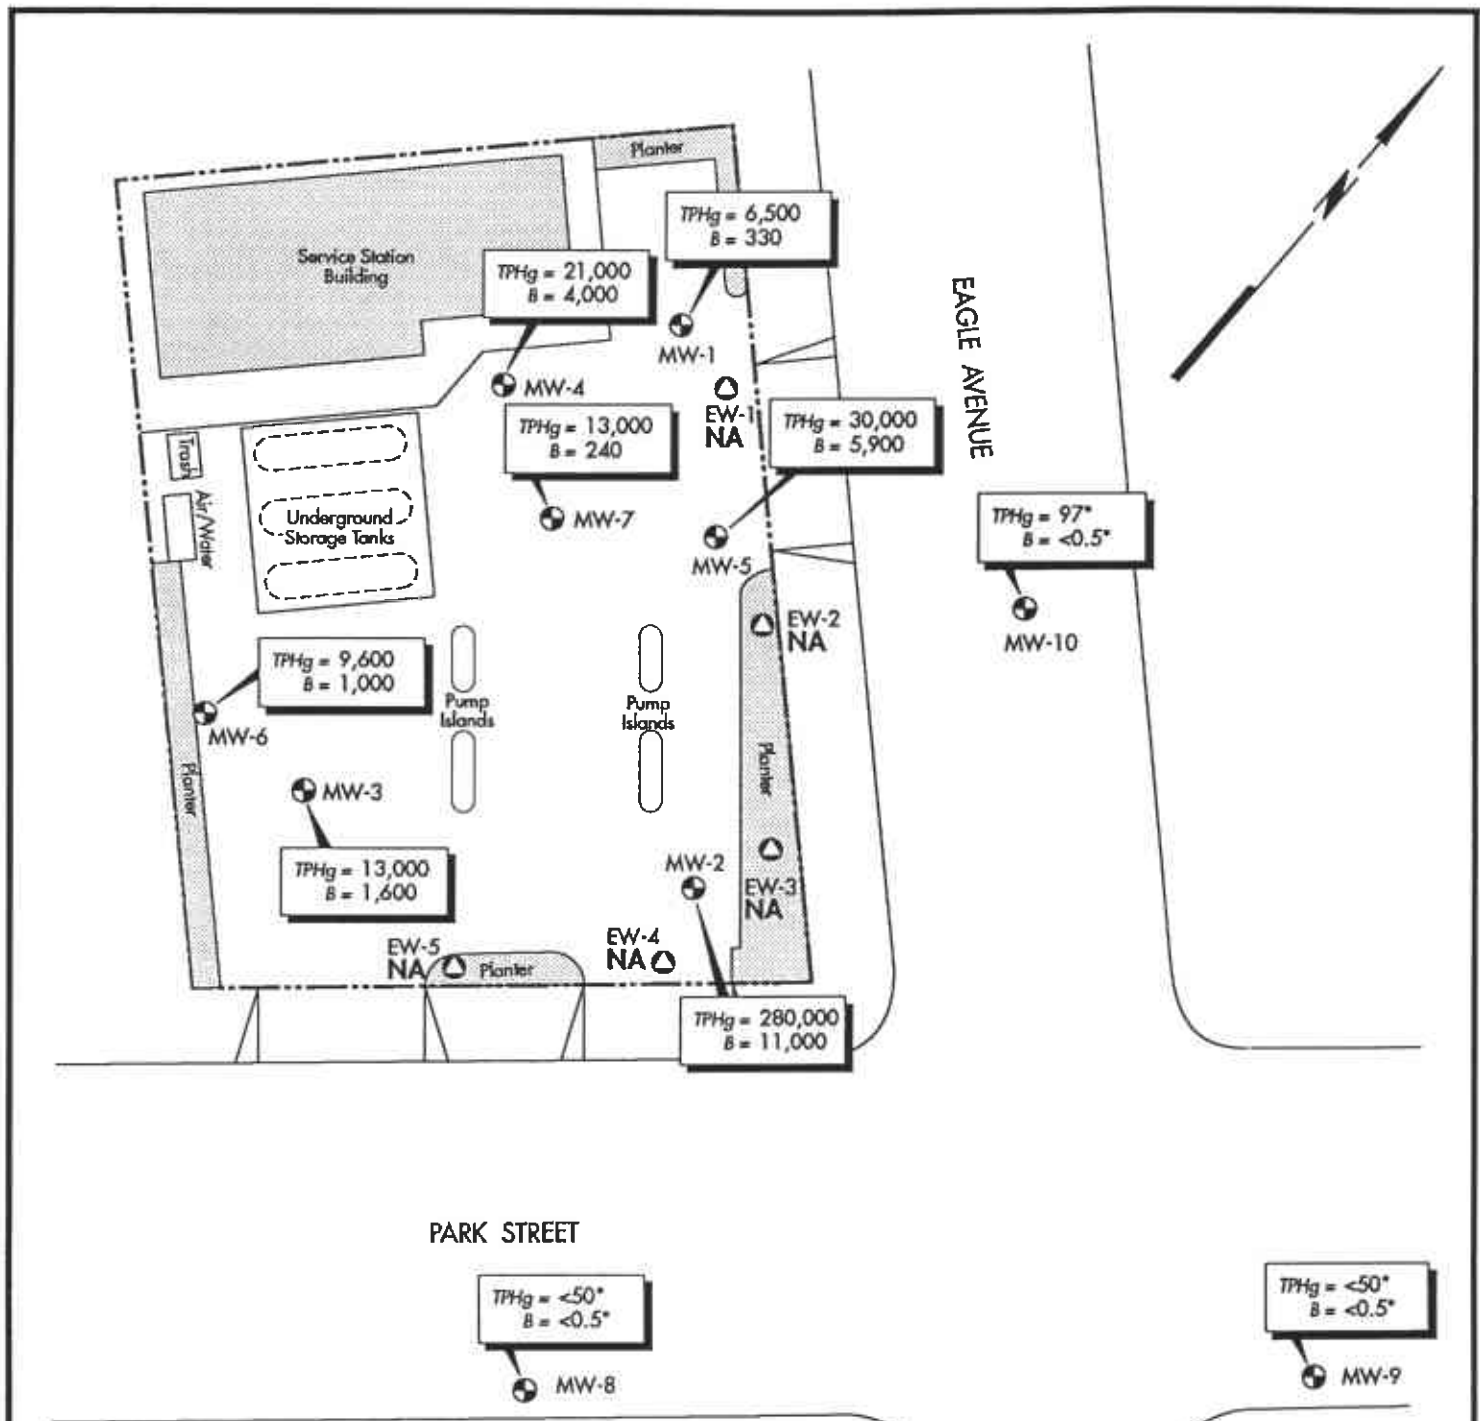 Planter
TPHg = 6,500
B = 330
Service Station
Building
TPHg = 21,000
B = 4,000
MW-1
MW-4
EW-1
NA
TPHg = 13,000
B = 240
TPHg = 30,000
B = 5,900
EAGLE AVENUE
Trash
Air/Water
Underground
Storage Tanks
MW-7
MW-5
TPHg = 97*
B = <0.5*
EW-2
NA
MW-10
TPHg = 9,600
B = 1,000
Pump
Islands
Pump
Islands
MW-6
Planter
Planter
MW-3
TPHg = 13,000
B = 1,600
MW-2
EW-3
NA
EW-5
NA
Planter
EW-4
NA
TPHg = 280,000
B = 11,000
PARK STREET
TPHg = <50*
B = <0.5*
MW-8
TPHg = <50*
B = <0.5*
MW-9